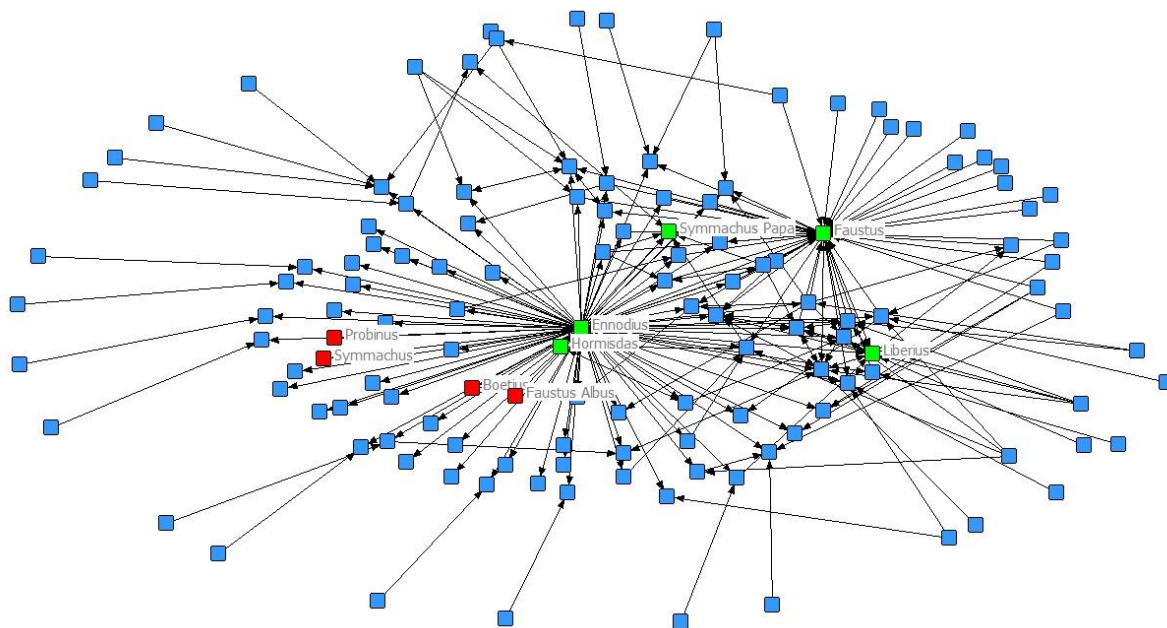 Symmachus Papa
Faustus
Ennodius
Probinus
Hormisdas
Symmachus
Liberius
Boetius
Faustus Albus